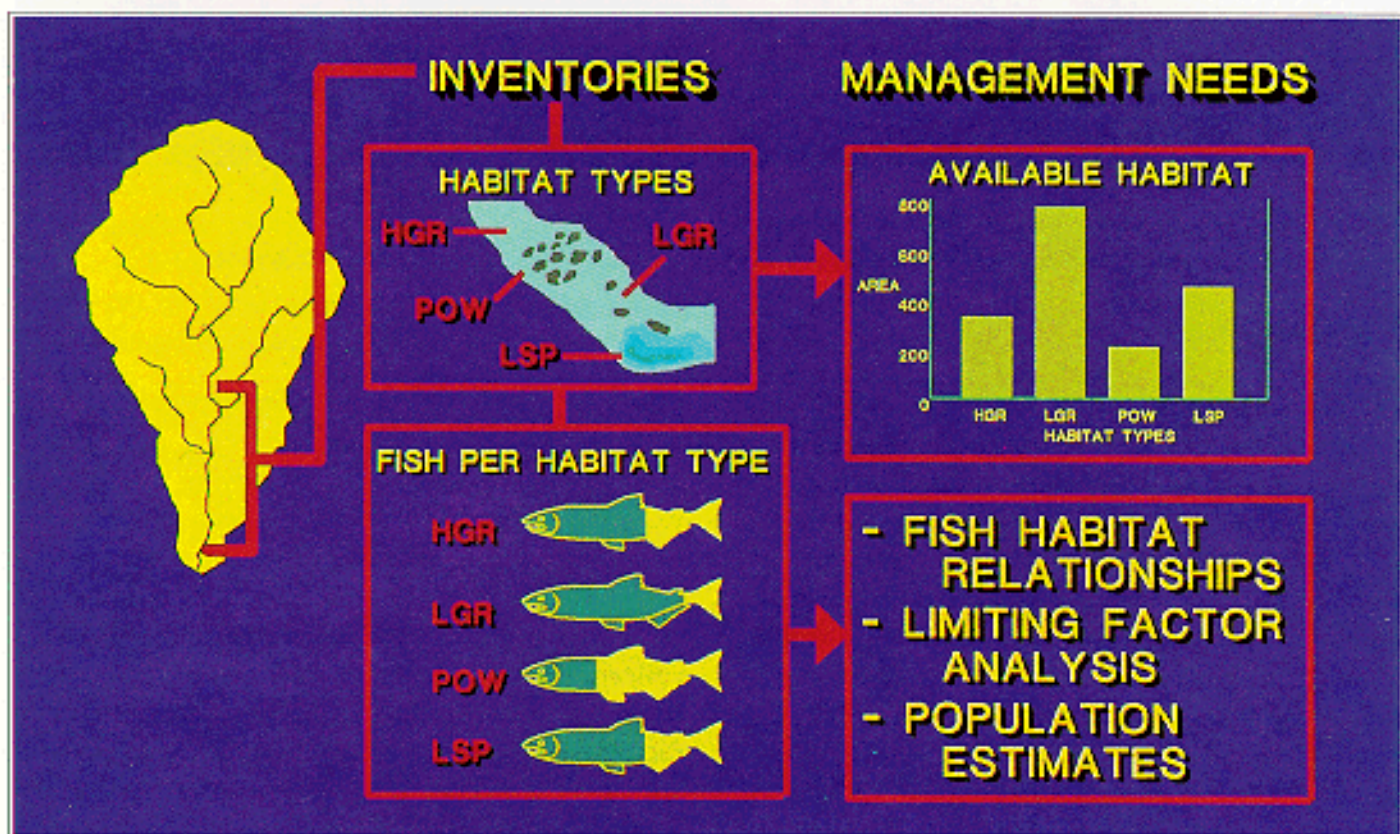 INVENTORIES
HABITAT TYPES
HGR
LGR
POW
LSP
FISH PER HABITAT TYPE
HGR
LGR
POW
LSP
MANAGEMENT NEEDS
AVAILABLE HABITAT
800
600
AREA
400
200
0
HGR LGR POW LSP
HABITAT TYPES
- FISH HABITAT
RELATIONSHIPS
- LIMITING FACTOR
ANALYSIS
- POPULATION
ESTIMATES